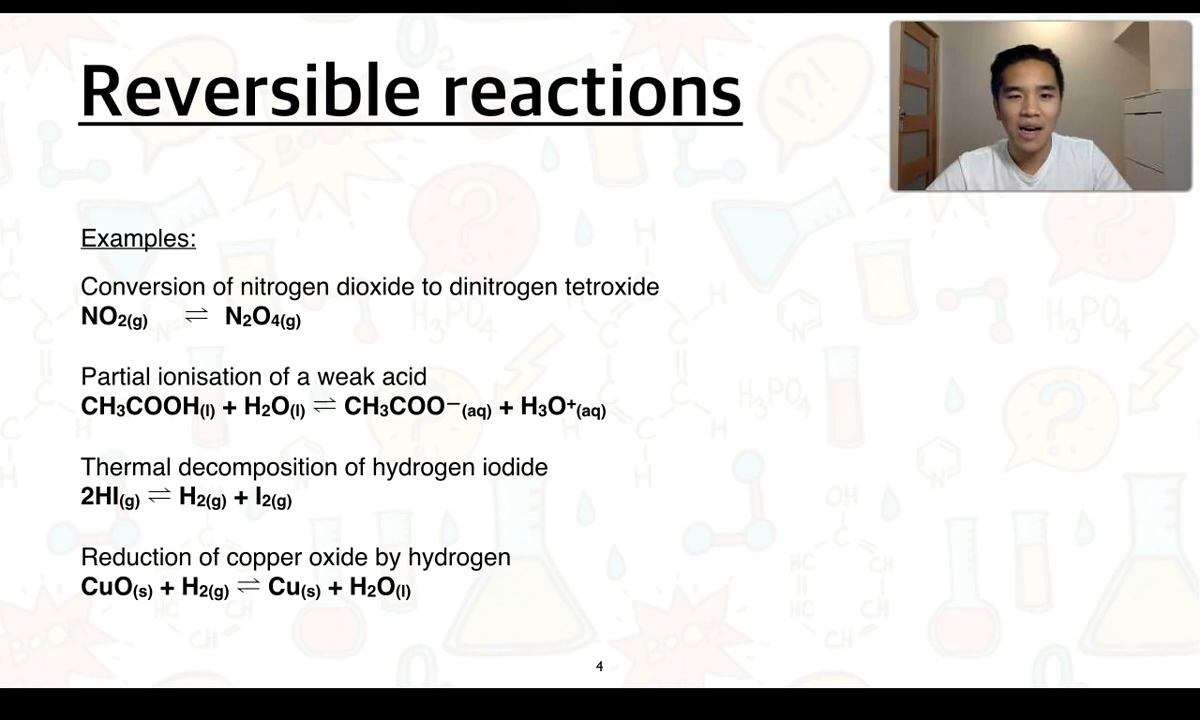 Reversible reactions
Examples:
Conversion of nitrogen dioxide to dinitrogen tetroxide
NO₂(g) ⇌ N₂O₄(g)
Partial ionisation of a weak acid
CH₃COOH(l) + H₂O(l) ⇌ CH₃COO⁻(aq) + H₃O⁺(aq)
Thermal decomposition of hydrogen iodide
2HI(g) ⇌ H₂(g) + I₂(g)
Reduction of copper oxide by hydrogen
CuO(s) + H₂(g) ⇌ Cu(s) + H₂O(l)
4